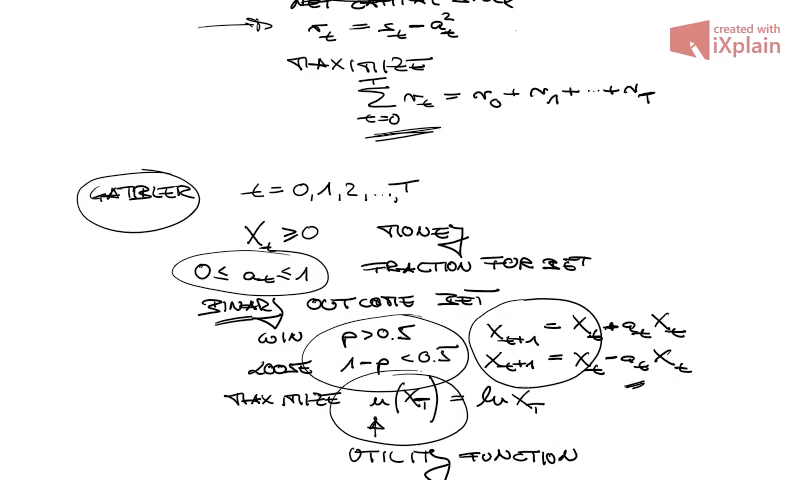 created with
iXplain
r_t = s_t - a_t^2
MAXIMIZE
T
∑ r_t = r_0 + r_1 + ... + r_T
t=0
GAMBLER t = 0, 1, 2, ..., T
X_t ≥ 0 MONEY
0 ≤ a_t ≤ 1 FRACTION FOR BET
BINARY OUTCOME BET
WIN p > 0.5 X_{t+1} = X_t + a_t X_t
LOOSE 1-p < 0.5 X_{t+1} = X_t - a_t X_t
MAXIMIZE u(X_T) = ln X_T
UTILITY FUNCTION